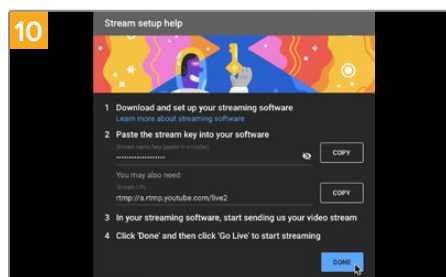 10
Stream setup help
1 Download and set up your streaming software
Learn more about streaming software
2 Paste the stream key into your software
Stream name/key (paste in encoder)
••••••••••••••••••••
COPY
You may also need:
Stream URL
rtmp://a.rtmp.youtube.com/live2
COPY
3 In your streaming software, start sending us your video stream
4 Click 'Done' and then click 'Go Live' to start streaming
DONE